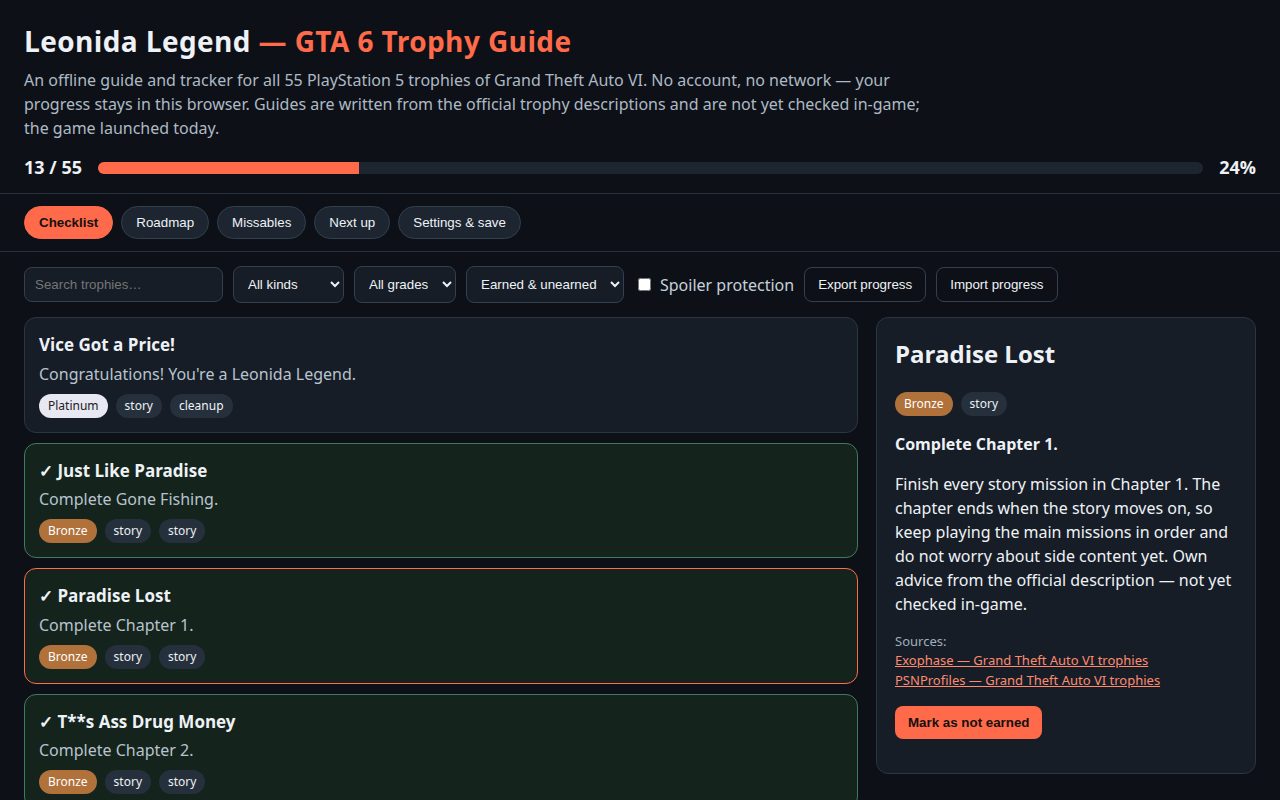 Leonida Legend — GTA 6 Trophy Guide
An offline guide and tracker for all 55 PlayStation 5 trophies of Grand Theft Auto VI. No account, no network — your
progress stays in this browser. Guides are written from the official trophy descriptions and are not yet checked in-game;
the game launched today.
13 / 55
24%
Checklist
Roadmap
Missables
Next up
Settings & save
Search trophies…
All kinds
All grades
Earned & unearned
Spoiler protection
Export progress
Import progress
Vice Got a Price!
Congratulations! You're a Leonida Legend.
Platinum story cleanup
✓ Just Like Paradise
Complete Gone Fishing.
Bronze story story
✓ Paradise Lost
Complete Chapter 1.
Bronze story story
✓ T**s Ass Drug Money
Complete Chapter 2.
Bronze story story
Paradise Lost
Bronze story
Complete Chapter 1.
Finish every story mission in Chapter 1. The
chapter ends when the story moves on, so
keep playing the main missions in order and
do not worry about side content yet. Own
advice from the official description — not yet
checked in-game.
Sources:
Exophase — Grand Theft Auto VI trophies
PSNProfiles — Grand Theft Auto VI trophies
Mark as not earned